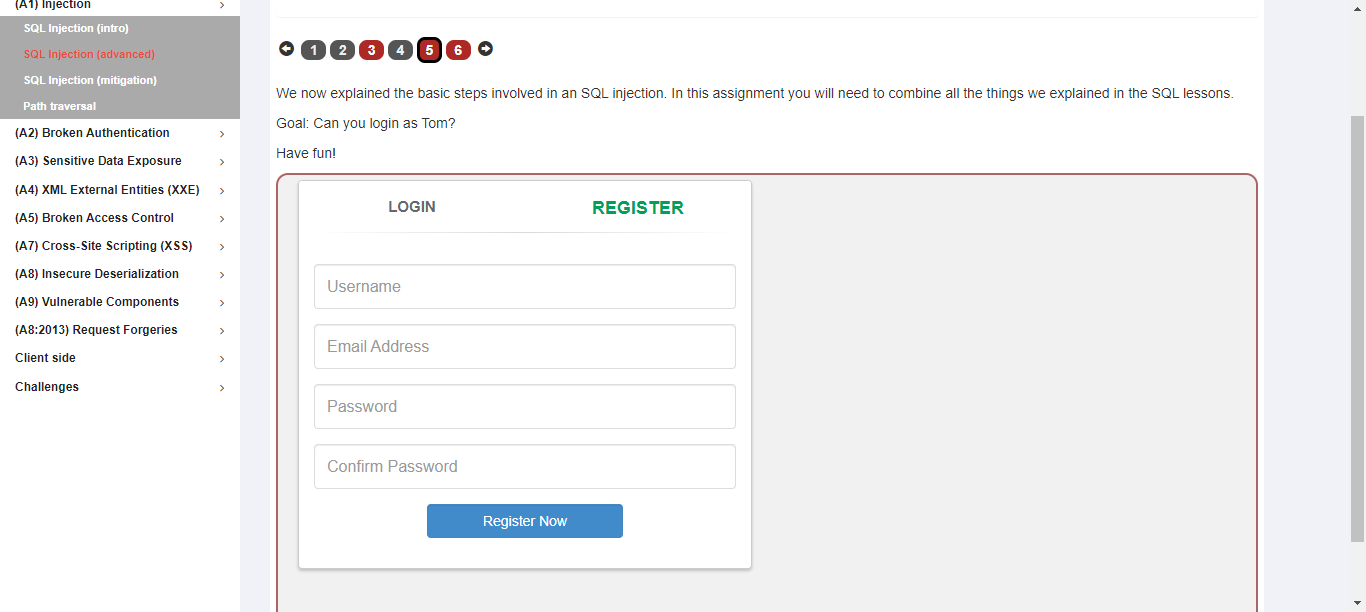 (A1) Injection
SQL Injection (intro)
SQL Injection (advanced)
SQL Injection (mitigation)
Path traversal
(A2) Broken Authentication
(A3) Sensitive Data Exposure
(A4) XML External Entities (XXE)
(A5) Broken Access Control
(A7) Cross-Site Scripting (XSS)
(A8) Insecure Deserialization
(A9) Vulnerable Components
(A8:2013) Request Forgeries
Client side
Challenges
1 2 3 4 5 6
We now explained the basic steps involved in an SQL injection. In this assignment you will need to combine all the things we explained in the SQL lessons.
Goal: Can you login as Tom?
Have fun!
LOGIN REGISTER
Username
Email Address
Password
Confirm Password
Register Now